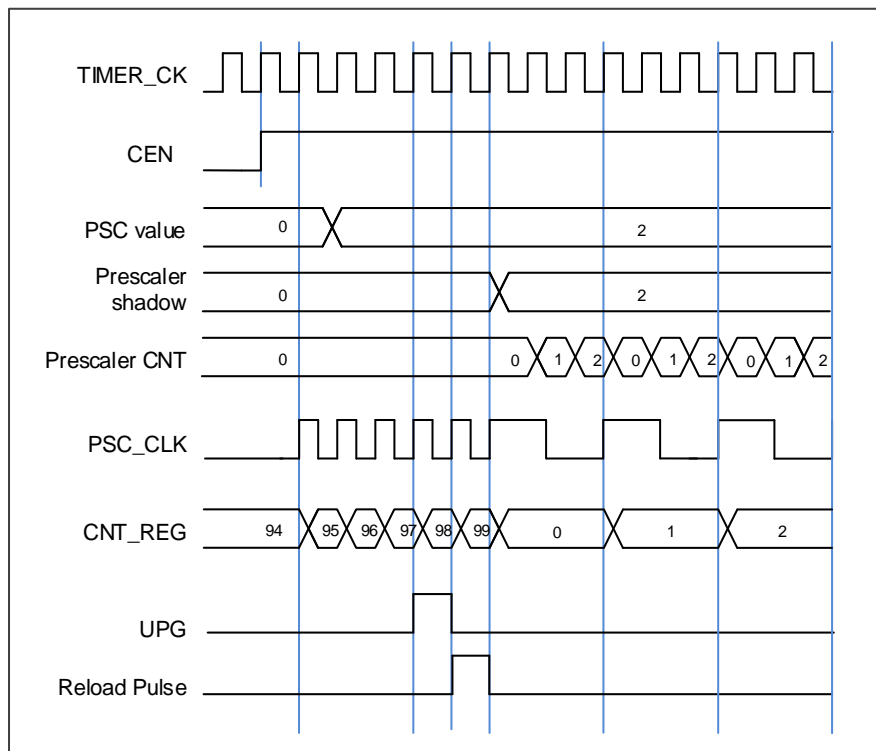 TIMER_CK
CEN
PSC value 0 2
Prescaler
shadow 0 2
Prescaler CNT 0 0 1 2 0 1 2 0 1 2
PSC_CLK
CNT_REG 94 95 96 97 98 99 0 1 2
UPG
Reload Pulse